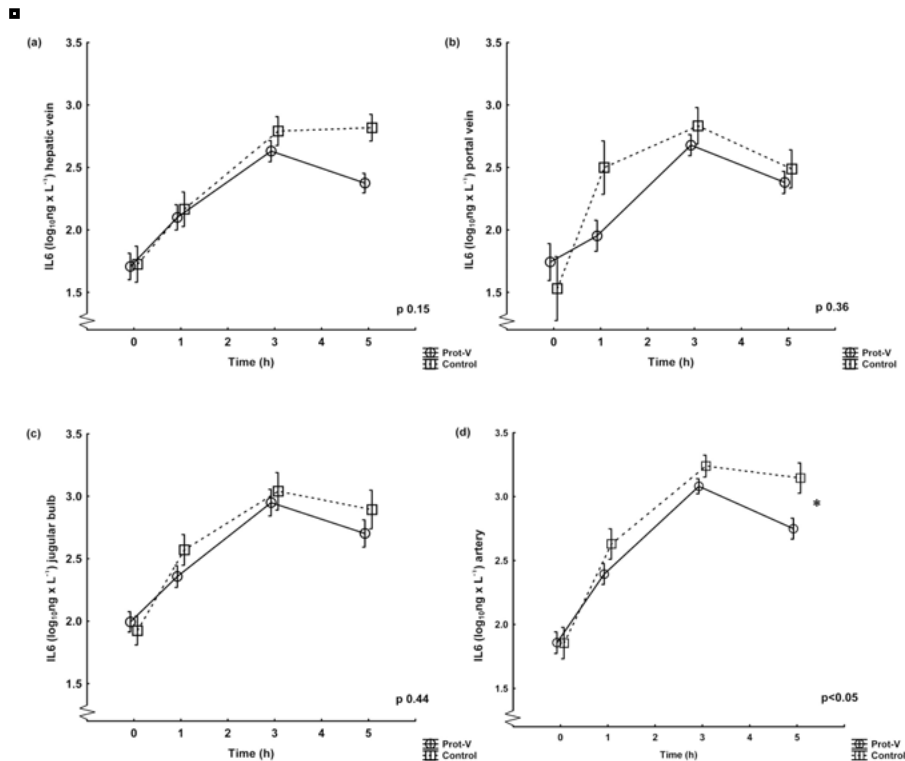 (a)
3.5
3.0
2.5
2.0
1.5
IL6 (log₁₀ng x L⁻¹) hepatic vein
p 0.15
0 1 2 3 4 5
Time (h)
Prot-V
Control
(b)
3.5
3.0
2.5
2.0
1.5
IL6 (log₁₀ng x L⁻¹) portal vein
p 0.36
0 1 2 3 4 5
Time (h)
Prot-V
Control
(c)
3.5
3.0
2.5
2.0
1.5
IL6 (log₁₀ng x L⁻¹) jugular bulb
p 0.44
0 1 2 3 4 5
Time (h)
Prot-V
Control
(d)
3.5
3.0
2.5
2.0
1.5
IL6 (log₁₀ng x L⁻¹) artery
*
p<0.05
0 1 2 3 4 5
Time (h)
Prot-V
Control